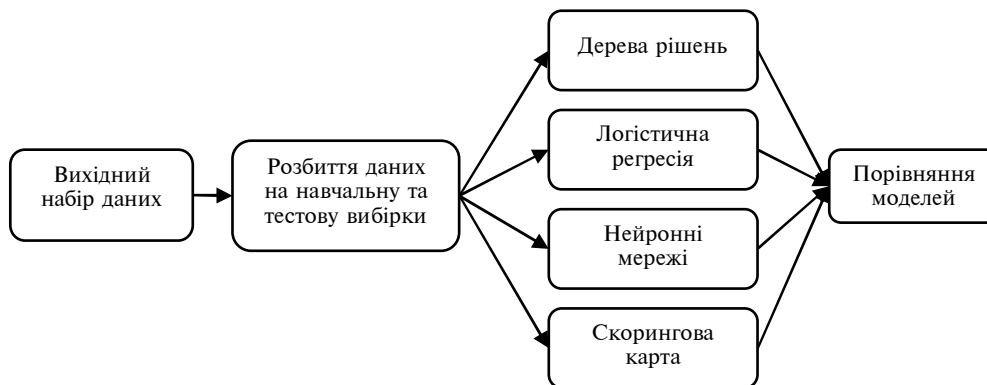 Вихідний
набір даних
Розбиття даних
на навчальну та
тестову вибірки
Дерева рішень
Логістична
регресія
Нейронні
мережі
Скорингова
карта
Порівняння
моделей